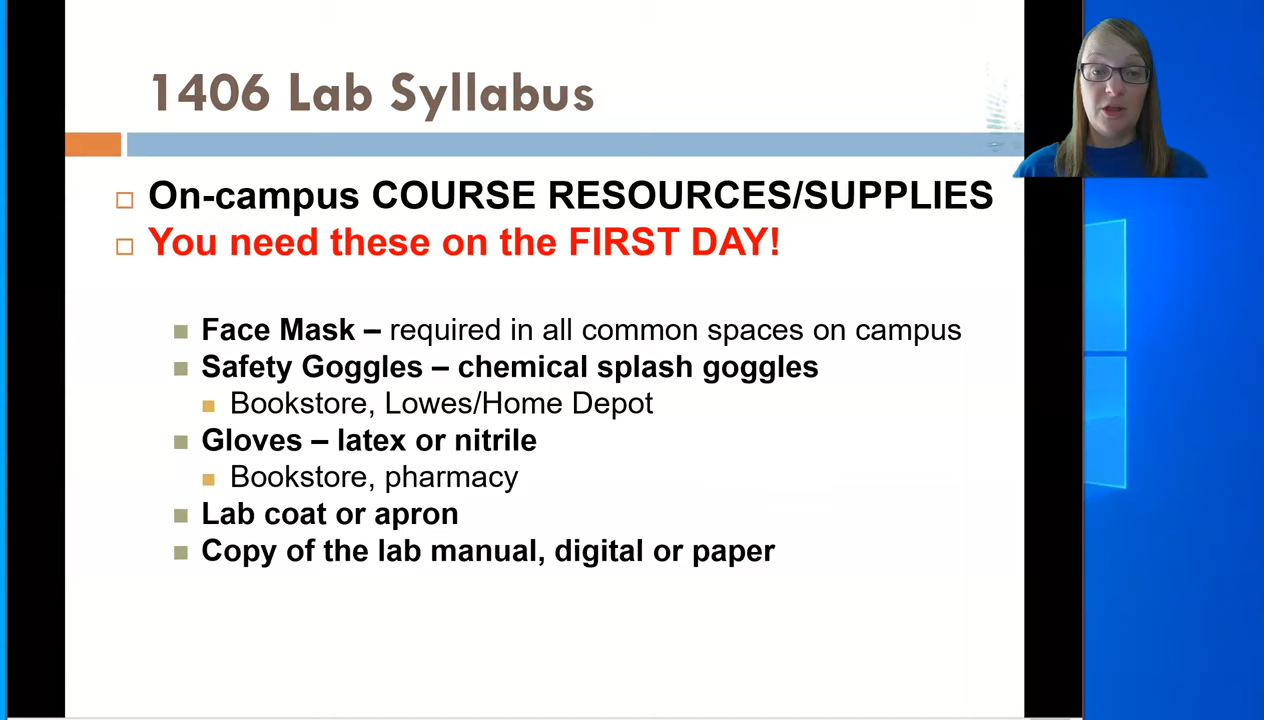 1406 Lab Syllabus
On-campus COURSE RESOURCES/SUPPLIES
You need these on the FIRST DAY!
Face Mask – required in all common spaces on campus
Safety Goggles – chemical splash goggles
Bookstore, Lowes/Home Depot
Gloves – latex or nitrile
Bookstore, pharmacy
Lab coat or apron
Copy of the lab manual, digital or paper